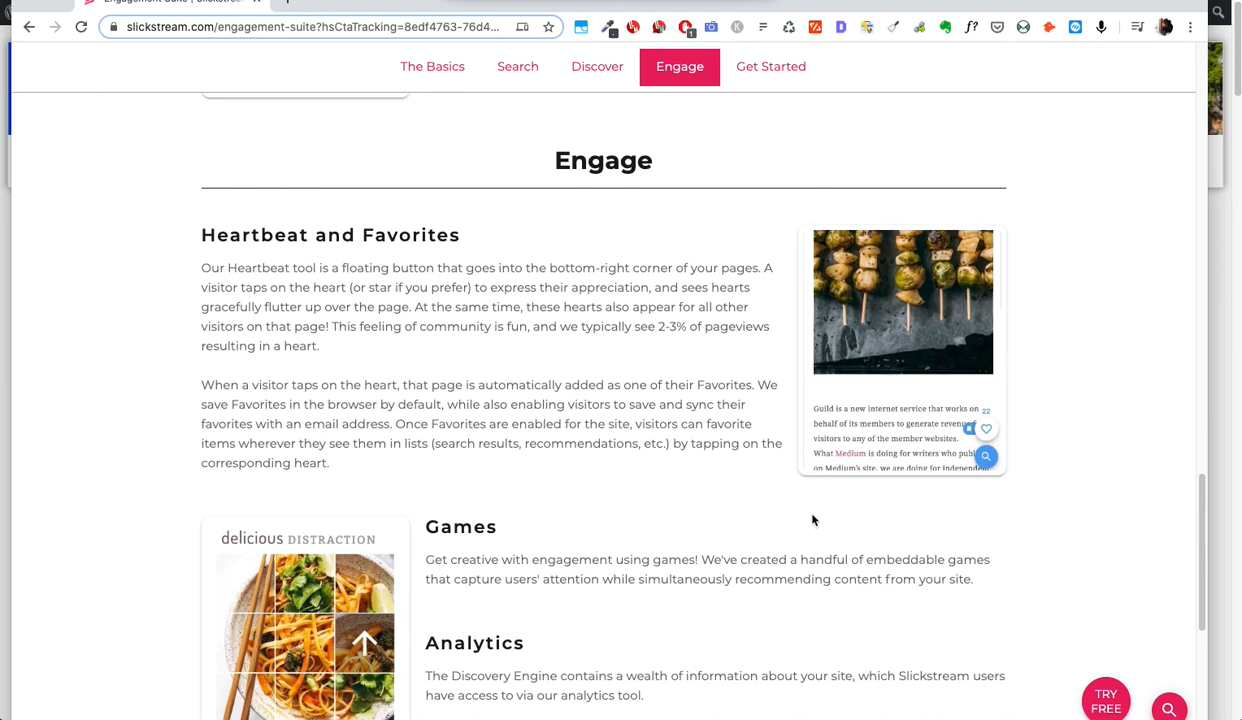 Engagement Suite | Slickstream
slickstream.com/engagement-suite?hsCtaTracking=8edf4763-76d4...
The Basics
Search
Discover
Engage
Get Started
Engage
Heartbeat and Favorites
Our Heartbeat tool is a floating button that goes into the bottom-right corner of your pages. A
visitor taps on the heart (or star if you prefer) to express their appreciation, and sees hearts
gracefully flutter up over the page. At the same time, these hearts also appear for all other
visitors on that page! This feeling of community is fun, and we typically see 2-3% of pageviews
resulting in a heart.
When a visitor taps on the heart, that page is automatically added as one of their Favorites. We
save Favorites in the browser by default, while also enabling visitors to save and sync their
favorites with an email address. Once Favorites are enabled for the site, visitors can favorite
items wherever they see them in lists (search results, recommendations, etc.) by tapping on the
corresponding heart.
Guild is a new internet service that works on 22
behalf of its members to generate revenue f
visitors to any of the member websites.
What Medium is doing for writers who publ
on Medium's site, we are doing for independent
delicious DISTRACTION
Games
Get creative with engagement using games! We've created a handful of embeddable games
that capture users' attention while simultaneously recommending content from your site.
Analytics
The Discovery Engine contains a wealth of information about your site, which Slickstream users
have access to via our analytics tool.
TRY
FREE